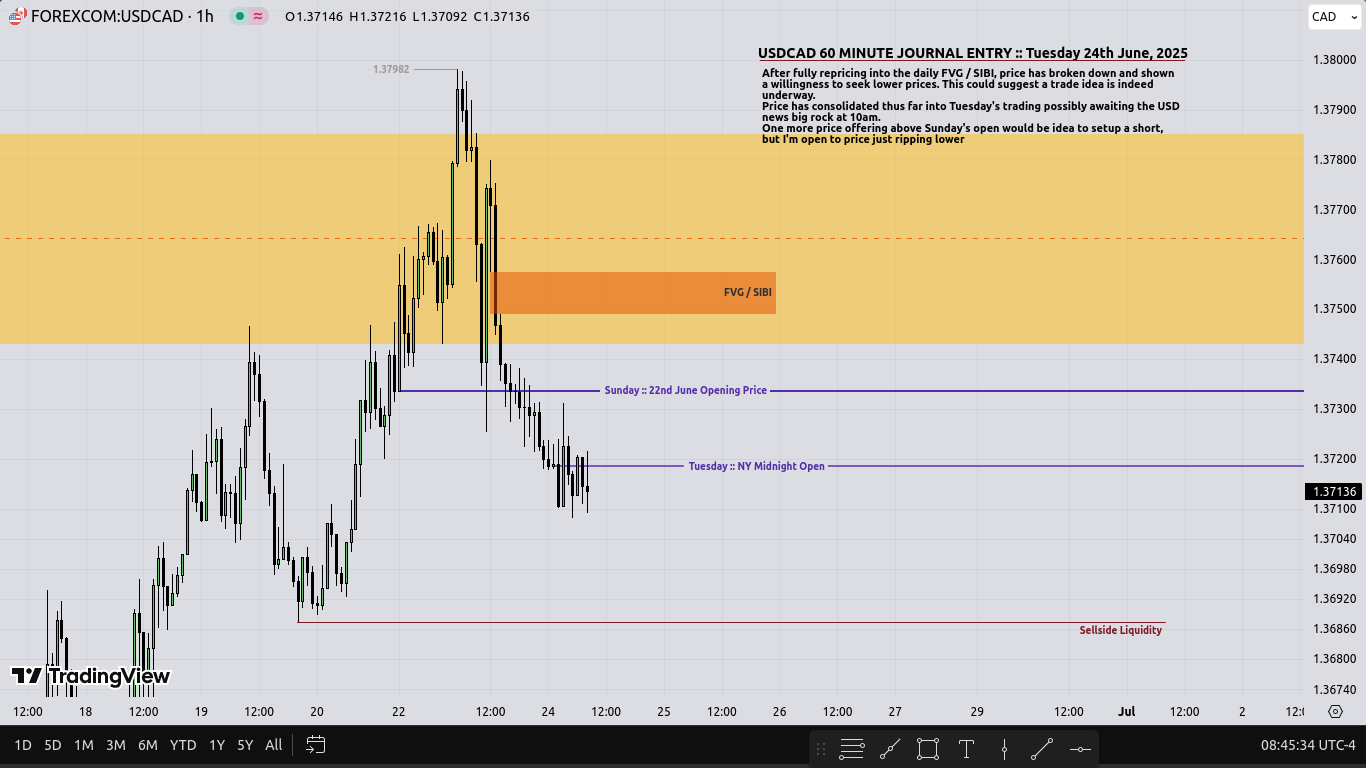 FOREXCOM:USDCAD · 1h O1.37146 H1.37216 L1.37092 C1.37136
CAD
USDCAD 60 MINUTE JOURNAL ENTRY :: Tuesday 24th June, 2025
After fully repricing into the daily FVG / SIBI, price has broken down and shown
a willingness to seek lower prices. This could suggest a trade idea is indeed
underway.
Price has consolidated thus far into Tuesday's trading possibly awaiting the USD
news big rock at 10am.
One more price offering above Sunday's open would be idea to setup a short,
but I'm open to price just ripping lower
1.37982
1.38000
1.37900
1.37800
1.37700
1.37600
1.37500
1.37400
1.37300
1.37200
1.37136
1.37100
1.37040
1.36980
1.36920
1.36860
1.36800
1.36740
FVG / SIBI
Sunday :: 22nd June Opening Price
Tuesday :: NY Midnight Open
Sellside Liquidity
TradingView
12:00 18 12:00 19 12:00 20 22 12:00 24 12:00 25 12:00 26 12:00 27 29 12:00 Jul 12:00 2 12:0
1D 5D 1M 3M 6M YTD 1Y 5Y All
08:45:34 UTC-4